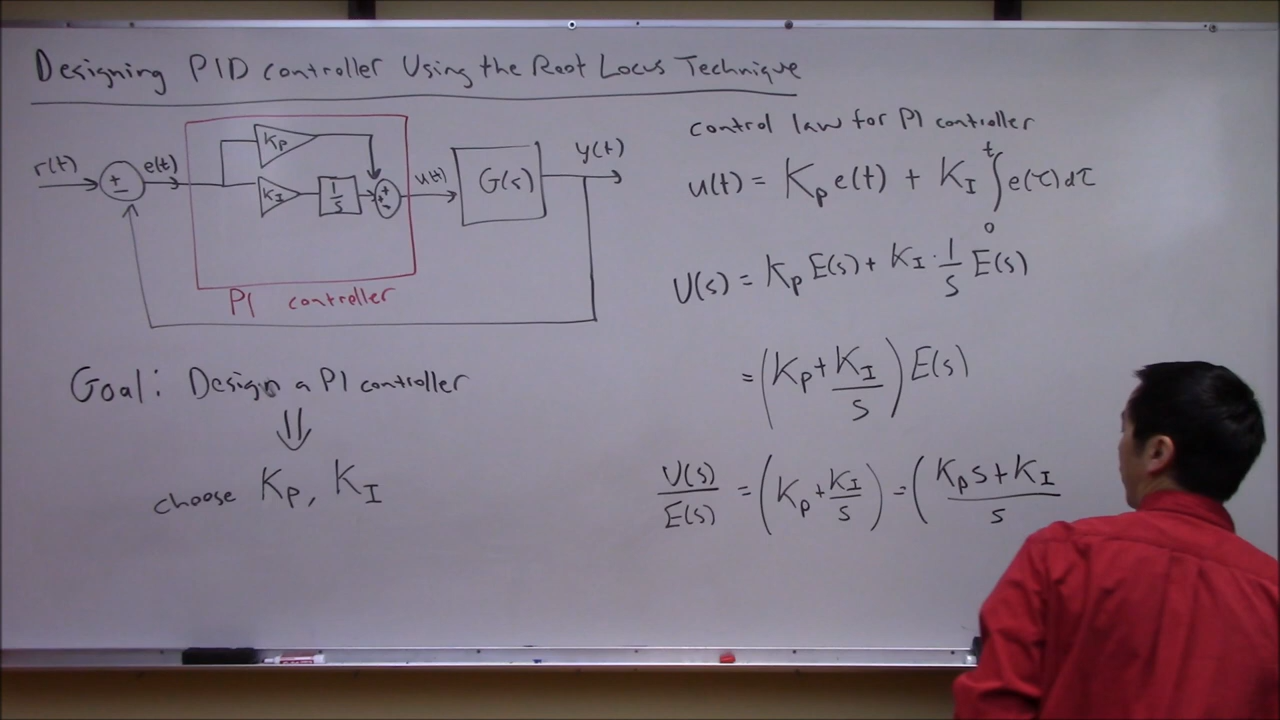 Designing PID controller Using the Root Locus Technique
r(t)
+
-
e(t)
Kp
KI
1/s
+
+
u(t)
G(s)
y(t)
PI controller
Goal: Design a PI controller
⇓
choose Kp, KI
control law for PI controller
u(t) = Kp e(t) + KI ∫₀ᵗ e(τ)dτ
U(s) = Kp E(s) + KI · 1/s E(s)
= (Kp + KI/s) E(s)
U(s)/E(s) = (Kp + KI/s) = (Kps + KI/s